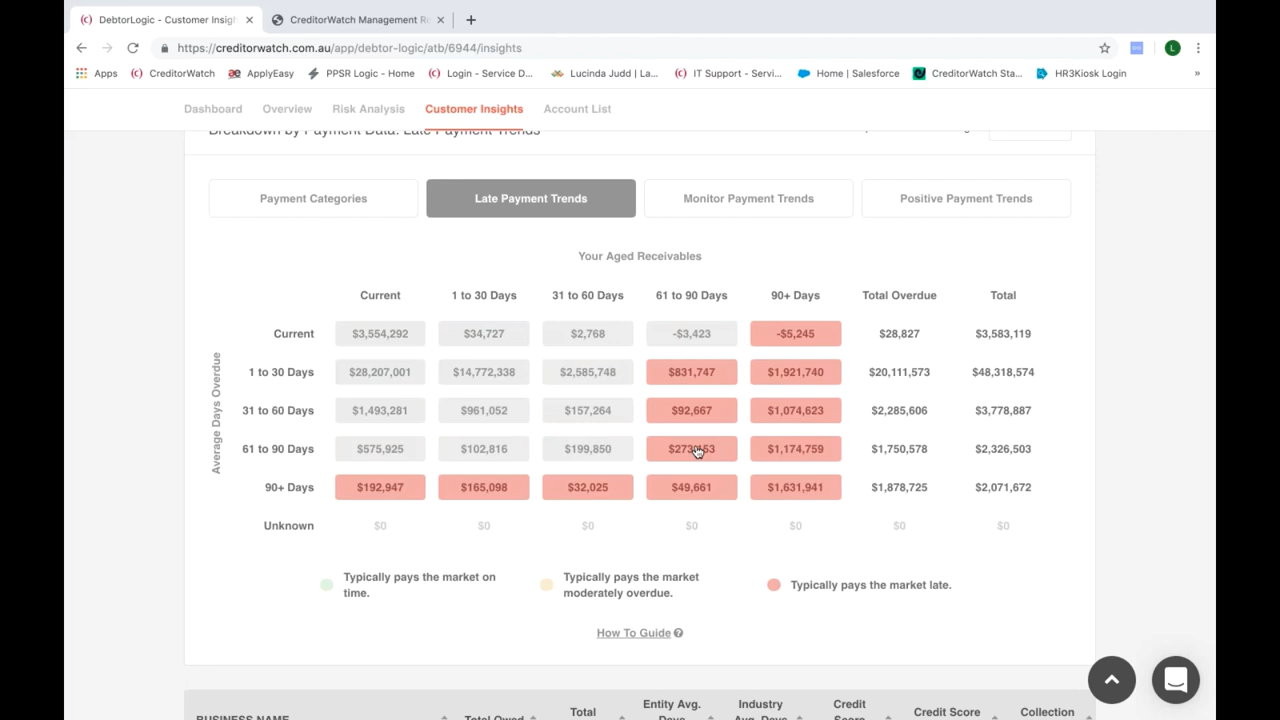 DebtorLogic - Customer Insigh
CreditorWatch Management Re
https://creditorwatch.com.au/app/debtor-logic/atb/6944/insights
L
Apps
CreditorWatch
ApplyEasy
PPSR Logic - Home
Login - Service D...
Lucinda Judd | La...
IT Support - Servi...
Home | Salesforce
CreditorWatch Sta...
HR3Kiosk Login
»
Dashboard Overview Risk Analysis Customer Insights Account List
Breakdown by Payment Data: Late Payment Trends
Payment Categories Late Payment Trends Monitor Payment Trends Positive Payment Trends
Your Aged Receivables
Current 1 to 30 Days 31 to 60 Days 61 to 90 Days 90+ Days Total Overdue Total
Average Days Overdue
Current $3,554,292 $34,727 $2,768 -$3,423 -$5,245 $28,827 $3,583,119
1 to 30 Days $28,207,001 $14,772,338 $2,585,748 $831,747 $1,921,740 $20,111,573 $48,318,574
31 to 60 Days $1,493,281 $961,052 $157,264 $92,667 $1,074,623 $2,285,606 $3,778,887
61 to 90 Days $575,925 $102,816 $199,850 $1,174,759 $1,750,578 $2,326,503
90+ Days $192,947 $165,098 $32,025 $49,661 $1,631,941 $1,878,725 $2,071,672
Unknown $0 $0 $0 $0 $0 $0 $0
Typically pays the market on
time.
Typically pays the market
moderately overdue.
Typically pays the market late.
How To Guide ?
BUSINESS NAME
Total Owed
Total
Entity Avg.
Days
Industry
Avg. Days
Credit
Score
Credit Score
Collection